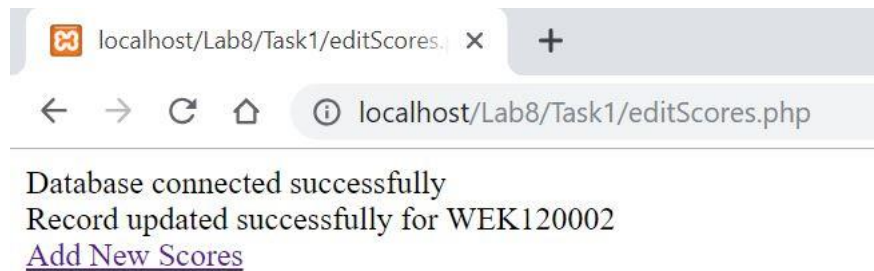 localhost/Lab8/Task1/editScores.
localhost/Lab8/Task1/editScores.php
Database connected successfully
Record updated successfully for WEK120002
Add New Scores